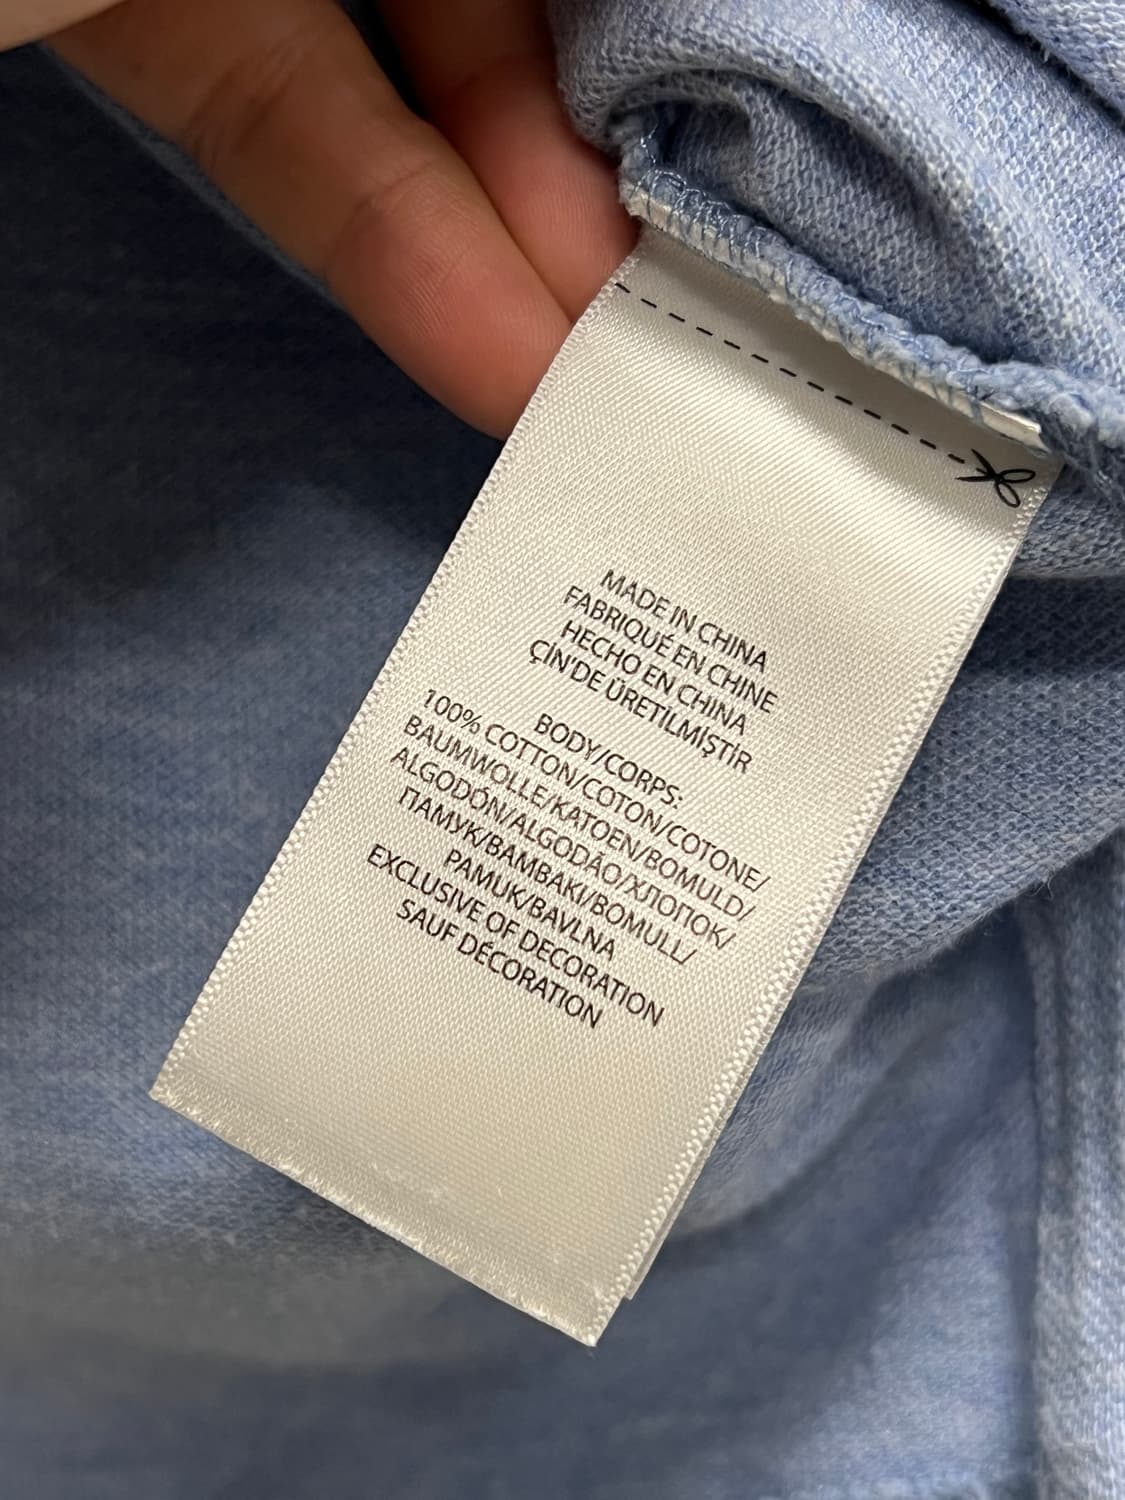 MADE IN CHINA
FABRIQUÉ EN CHINE
HECHO EN CHINA
ÇİN'DE ÜRETİLMİŞTİR
BODY/CORPS:
100% COTTON/COTON/COTONE/
BAUMWOLLE/KATOEN/BOMULD/
ALGODÓN/ALGODÃO/ХЛОПОК/
ПАМУК/BAMBAKI/BOMULL/
PAMUK/BAVLNA
EXCLUSIVE OF DECORATION
SAUF DÉCORATION